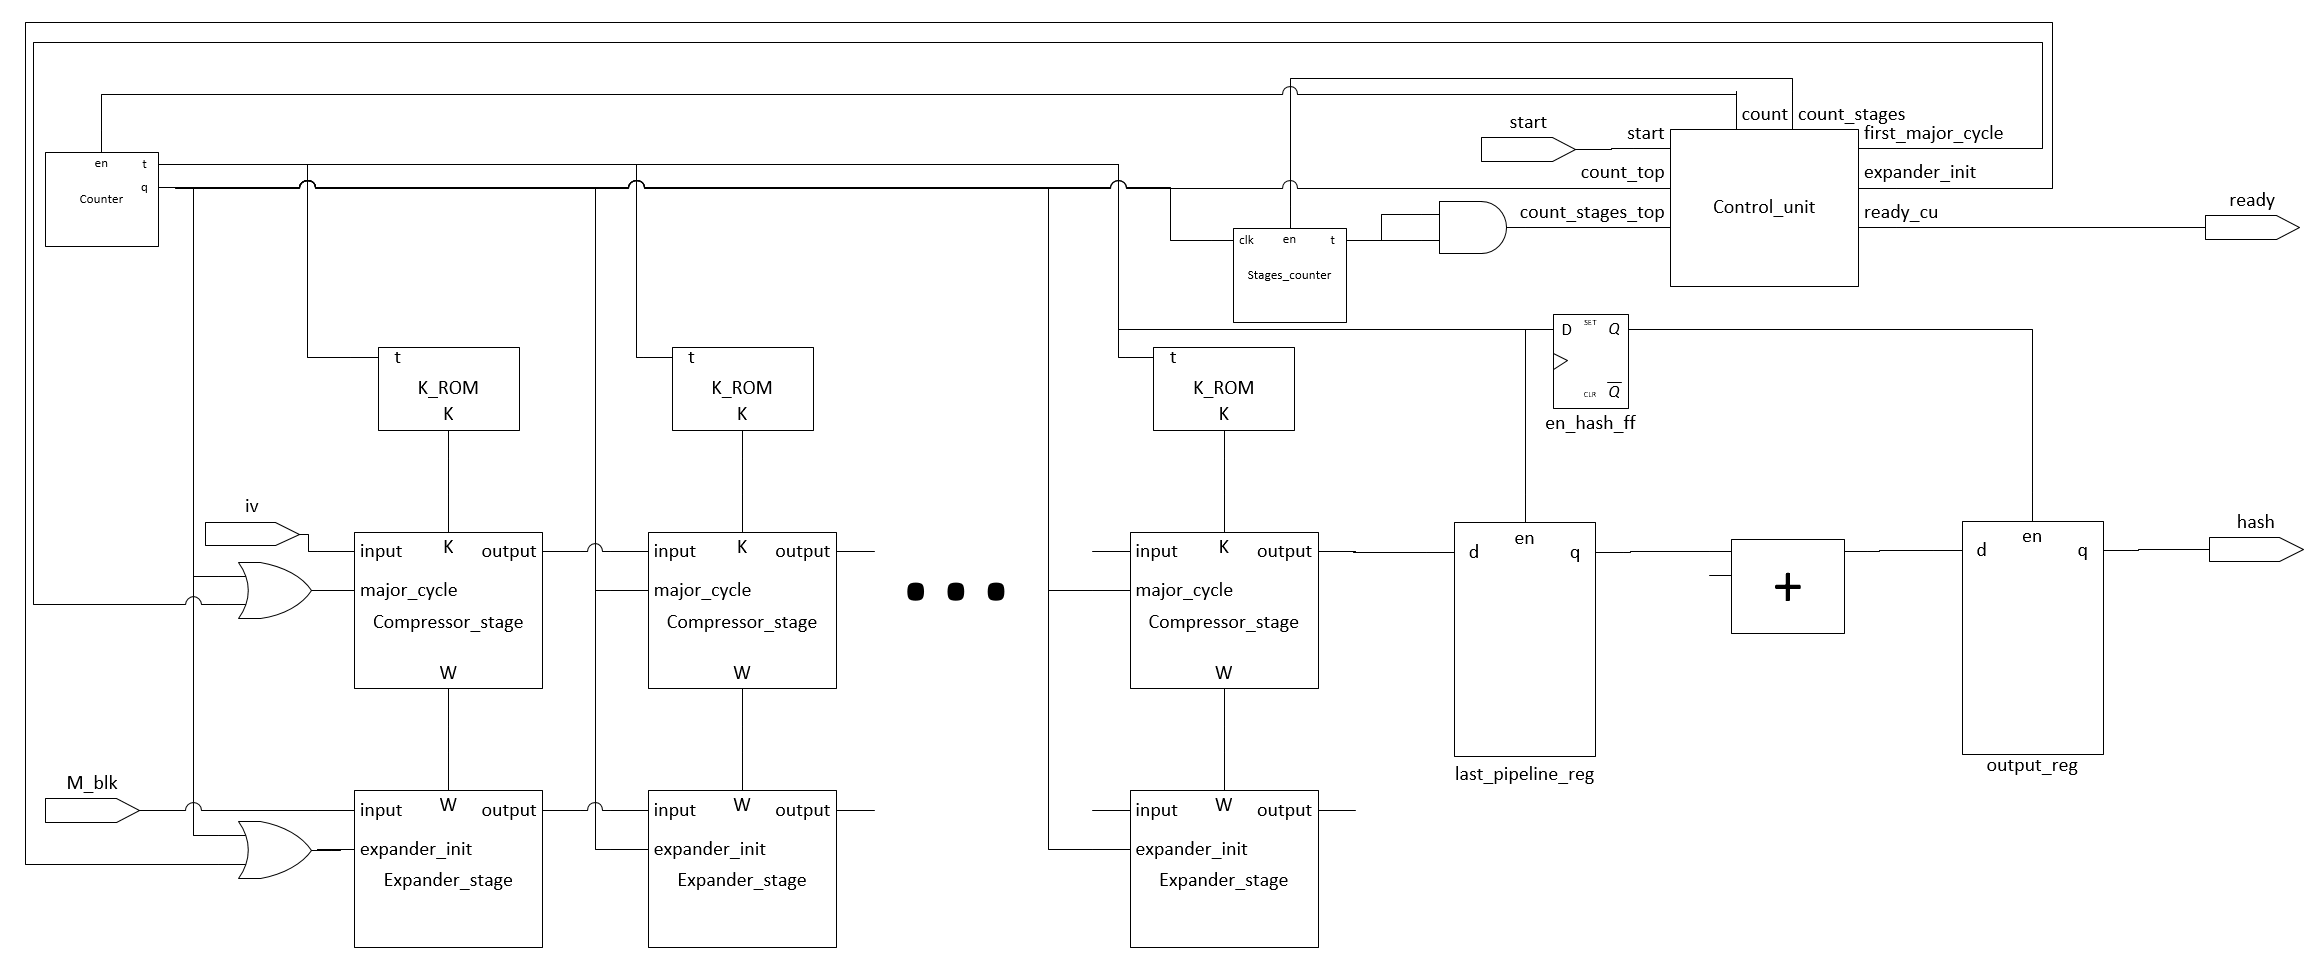 count count_stages
start
start
first_major_cycle
en t
q
Counter
count_top
expander_init
count_stages_top
Control_unit
ready_cu
ready
clk en t
Stages_counter
D SET Q
CLR Q
en_hash_ff
t
K_ROM
K
t
K_ROM
K
t
K_ROM
K
iv
input K output
major_cycle
Compressor_stage
W
input K output
major_cycle
Compressor_stage
W
input K output
major_cycle
Compressor_stage
W
en
d q
last_pipeline_reg
+
en
d q
output_reg
hash
M_blk
input W output
expander_init
Expander_stage
input W output
expander_init
Expander_stage
input W output
expander_init
Expander_stage